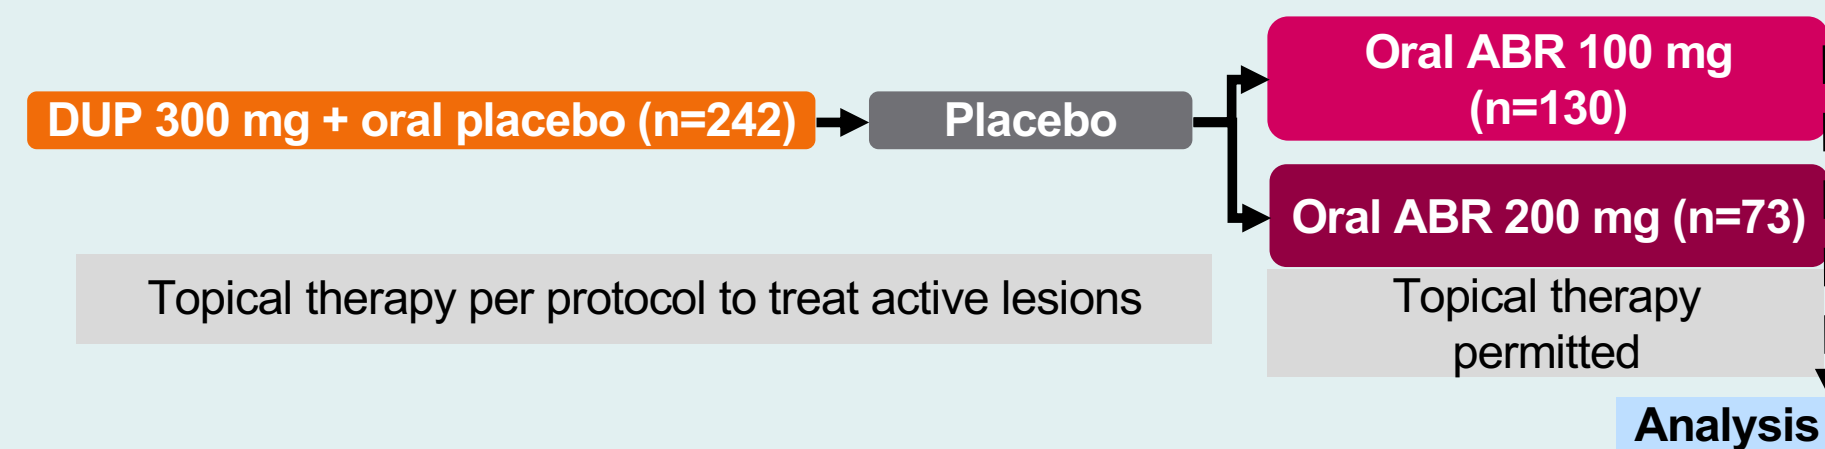 DUP 300 mg + oral placebo (n=242)
Placebo
Oral ABR 100 mg
(n=130)
Oral ABR 200 mg (n=73)
Topical therapy per protocol to treat active lesions
Topical therapy
permitted
Analysis